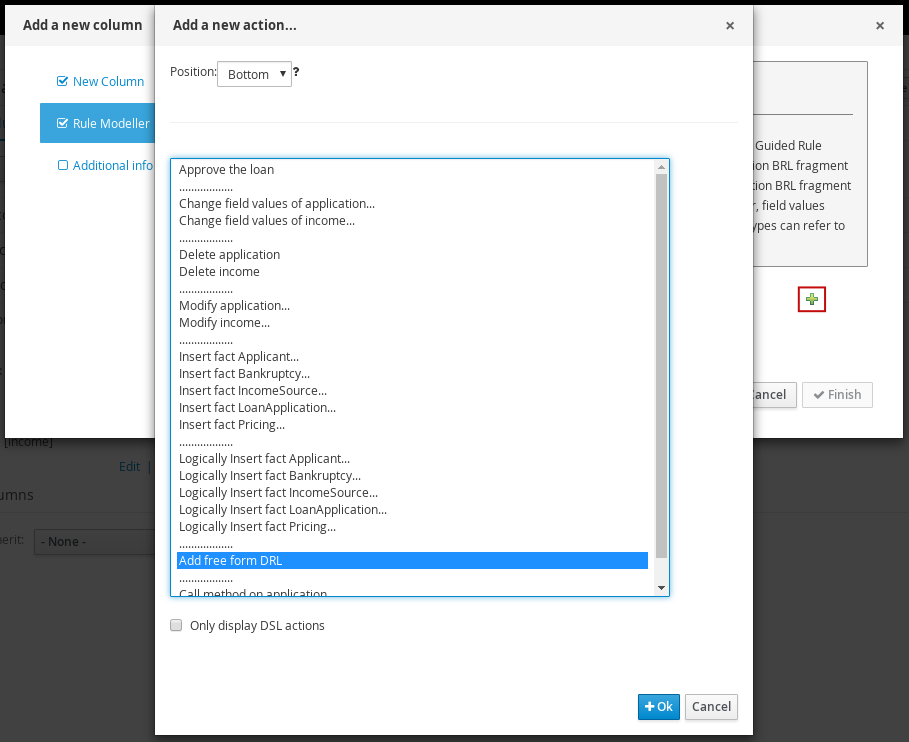 Add a new column
Add a new action...
×
×
New Column
Rule Modeller
Additional info
Position:
Bottom ▼
?
Approve the loan
..................
Change field values of application...
Change field values of income...
..................
Delete application
Delete income
..................
Modify application...
Modify income...
..................
Insert fact Applicant...
Insert fact Bankruptcy...
Insert fact IncomeSource...
Insert fact LoanApplication...
Insert fact Pricing...
..................
Logically Insert fact Applicant...
Logically Insert fact Bankruptcy...
Logically Insert fact IncomeSource...
Logically Insert fact LoanApplication...
Logically Insert fact Pricing...
..................
Add free form DRL
..................
Call method on application
Only display DSL actions
Ok
Cancel
Guided Rule
ion BRL fragment
tion BRL fragment
r, field values
ypes can refer to
ancel
Finish
[income]
Edit |
umns
erit:
- None -